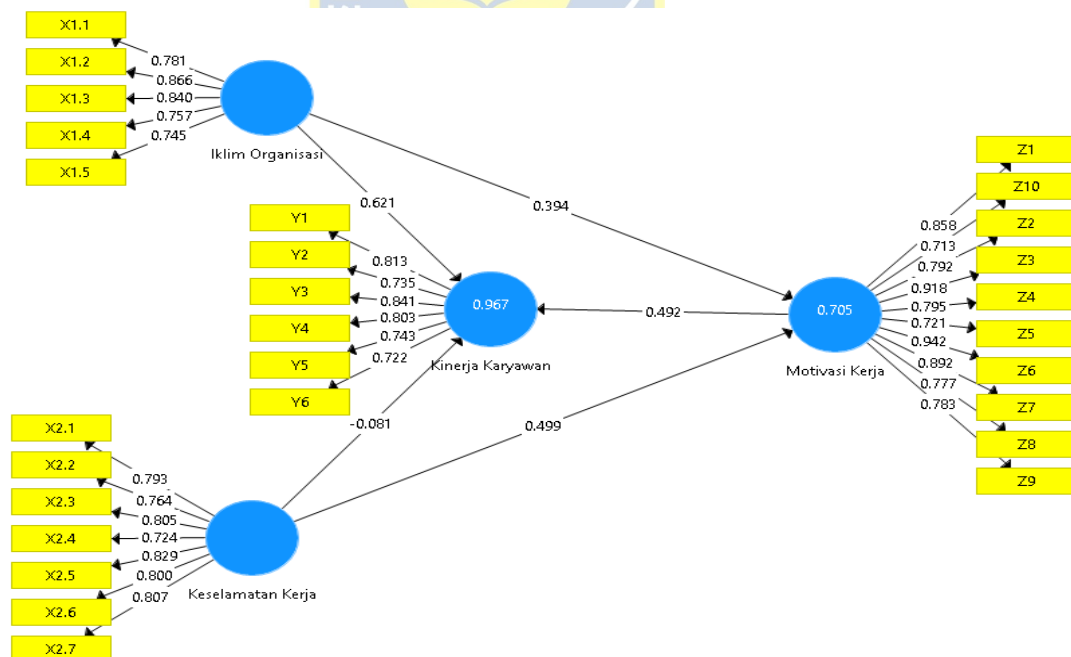 X1.1
X1.2
X1.3
X1.4
X1.5
0.781
0.866
0.840
0.757
0.745
Iklim Organisasi
0.621
0.394
Y1
Y2
Y3
Y4
Y5
Y6
0.813
0.735
0.841
0.803
0.743
0.722
0.967
Kinerja Karyawan
0.492
-0.081
0.499
X2.1
X2.2
X2.3
X2.4
X2.5
X2.6
X2.7
0.793
0.764
0.805
0.724
0.829
0.800
0.807
Keselamatan Kerja
0.705
Motivasi Kerja
0.858
0.713
0.792
0.918
0.795
0.721
0.942
0.892
0.777
0.783
Z1
Z10
Z2
Z3
Z4
Z5
Z6
Z7
Z8
Z9